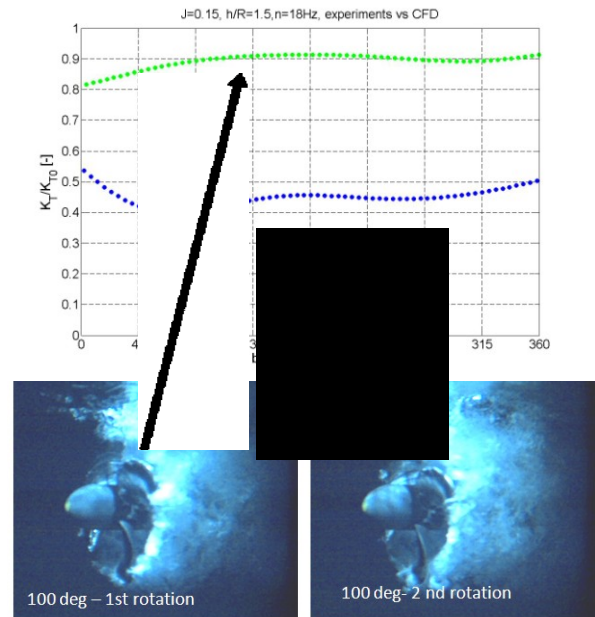 J=0.15, h/R=1.5,n=18Hz, experiments vs CFD
K_T/K_T0 [-]
1
0.9
0.8
0.7
0.6
0.5
0.4
0.3
0.2
0.1
0
0 315 360
100 deg – 1st rotation
100 deg- 2 nd rotation